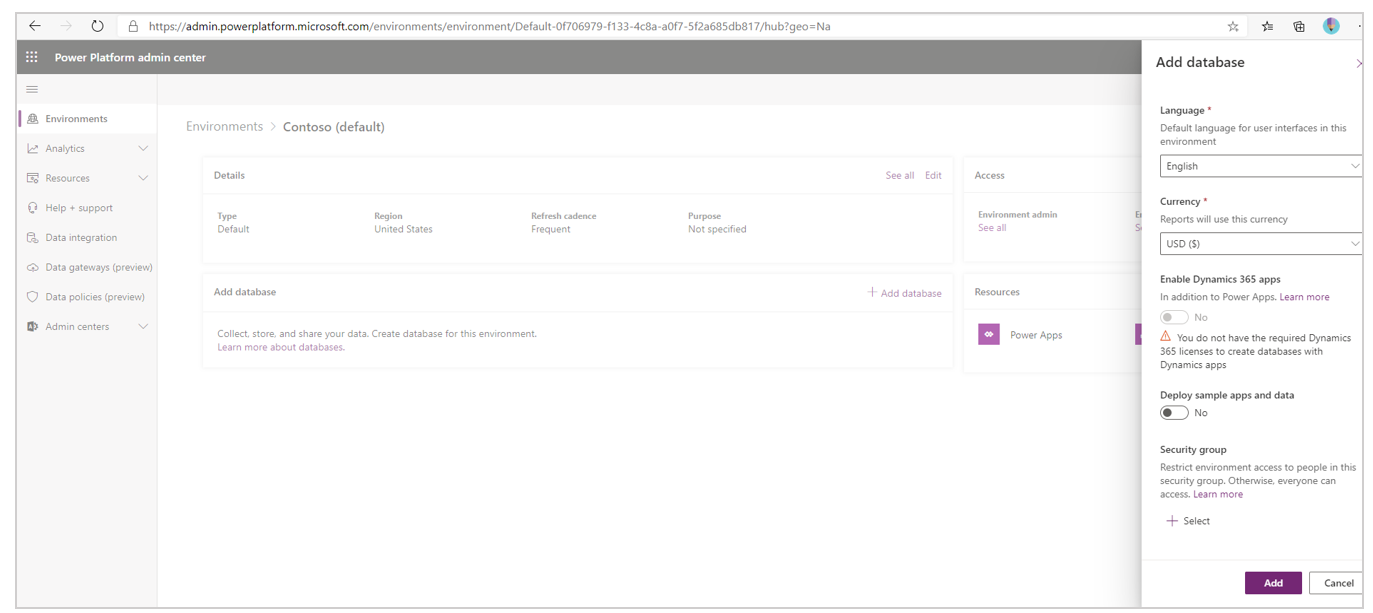 https://admin.powerplatform.microsoft.com/environments/environment/Default-0f706979-f133-4c8a-a0f7-5f2a685db817/hub?geo=Na
Power Platform admin center
Environments
Analytics
Resources
Help + support
Data integration
Data gateways (preview)
Data policies (preview)
Admin centers
Environments > Contoso (default)
Details
See all Edit
Type
Default
Region
United States
Refresh cadence
Frequent
Purpose
Not specified
Add database
+ Add database
Collect, store, and share your data. Create database for this environment.
Learn more about databases.
Access
Environment admin
See all
Resources
Power Apps
Add database
Language *
Default language for user interfaces in this
environment
English
Currency *
Reports will use this currency
USD ($)
Enable Dynamics 365 apps
In addition to Power Apps. Learn more
No
You do not have the required Dynamics
365 licenses to create databases with
Dynamics apps
Deploy sample apps and data
No
Security group
Restrict environment access to people in this
security group. Otherwise, everyone can
access. Learn more
+ Select
Add
Cancel